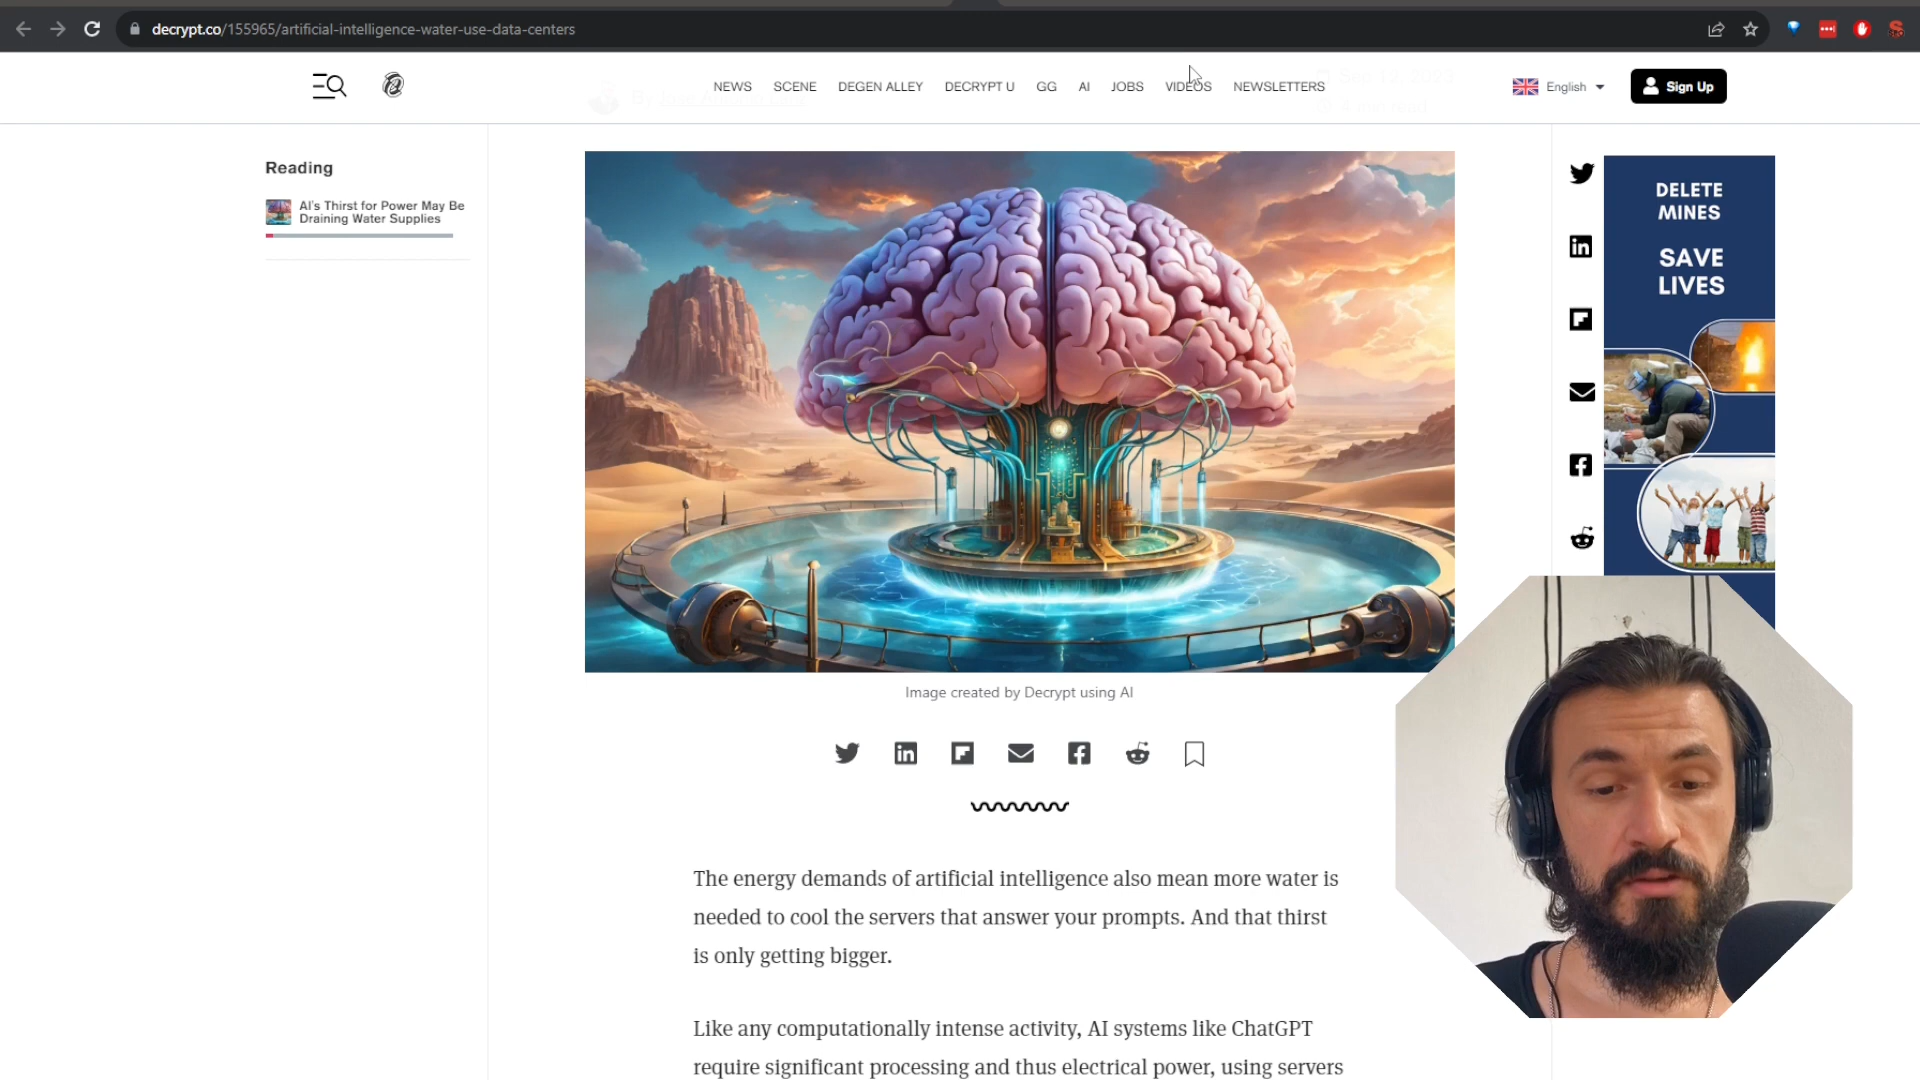 decrypt.co/155965/artificial-intelligence-water-use-data-centers
NEWS SCENE DEGEN ALLEY DECRYPT U GG AI JOBS VIDEOS NEWSLETTERS
English
Sign Up
Reading
AI's Thirst for Power May Be
Draining Water Supplies
DELETE
MINES
SAVE
LIVES
Image created by Decrypt using AI
The energy demands of artificial intelligence also mean more water is
needed to cool the servers that answer your prompts. And that thirst
is only getting bigger.
Like any computationally intense activity, AI systems like ChatGPT
require significant processing and thus electrical power, using servers